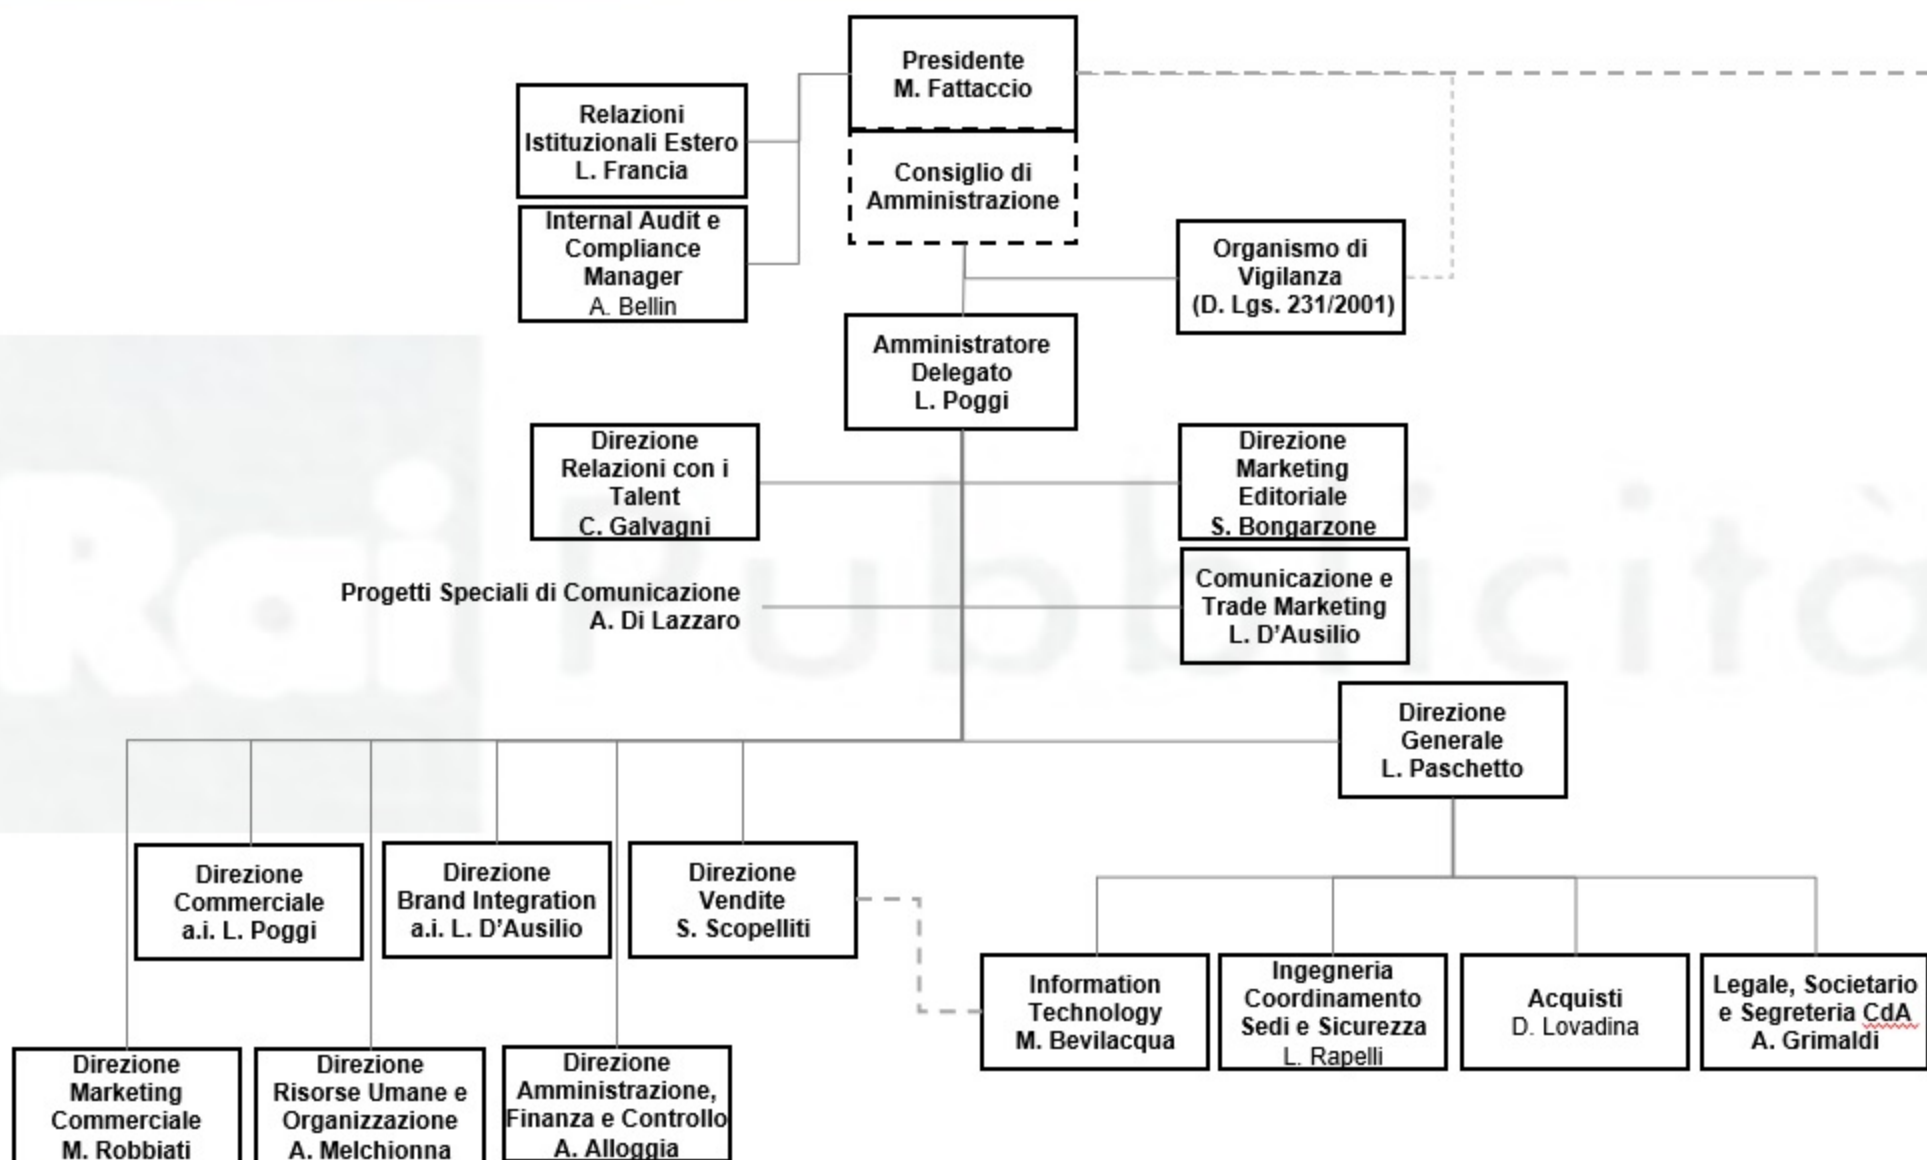 Presidente
M. Fattaccio
Relazioni
Istituzionali Estero
L. Francia
Consiglio di
Amministrazione
Internal Audit e
Compliance
Manager
A. Bellin
Organismo di
Vigilanza
(D. Lgs. 231/2001)
Amministratore
Delegato
L. Poggi
Direzione
Relazioni con i
Talent
C. Galvagni
Direzione
Marketing
Editoriale
S. Bongarzone
Progetti Speciali di Comunicazione
A. Di Lazzaro
Comunicazione e
Trade Marketing
L. D’Ausilio
Rai Pubblicità
Direzione
Generale
L. Paschetto
Direzione
Commerciale
a.i. L. Poggi
Direzione
Brand Integration
a.i. L. D’Ausilio
Direzione
Vendite
S. Scopelliti
Information
Technology
M. Bevilacqua
Ingegneria
Coordinamento
Sedi e Sicurezza
L. Rapelli
Acquisti
D. Lovadina
Legale, Societario
e Segreteria CdA
A. Grimaldi
Direzione
Marketing
Commerciale
M. Robbiati
Direzione
Risorse Umane e
Organizzazione
A. Melchionna
Direzione
Amministrazione,
Finanza e Controllo
A. Alloggia